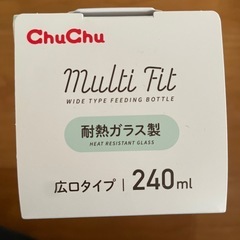 ChuChu
multi Fit
WIDE TYPE FEEDING BOTTLE
耐熱ガラス製
HEAT RESISTANT GLASS
広口タイプ | 240ml